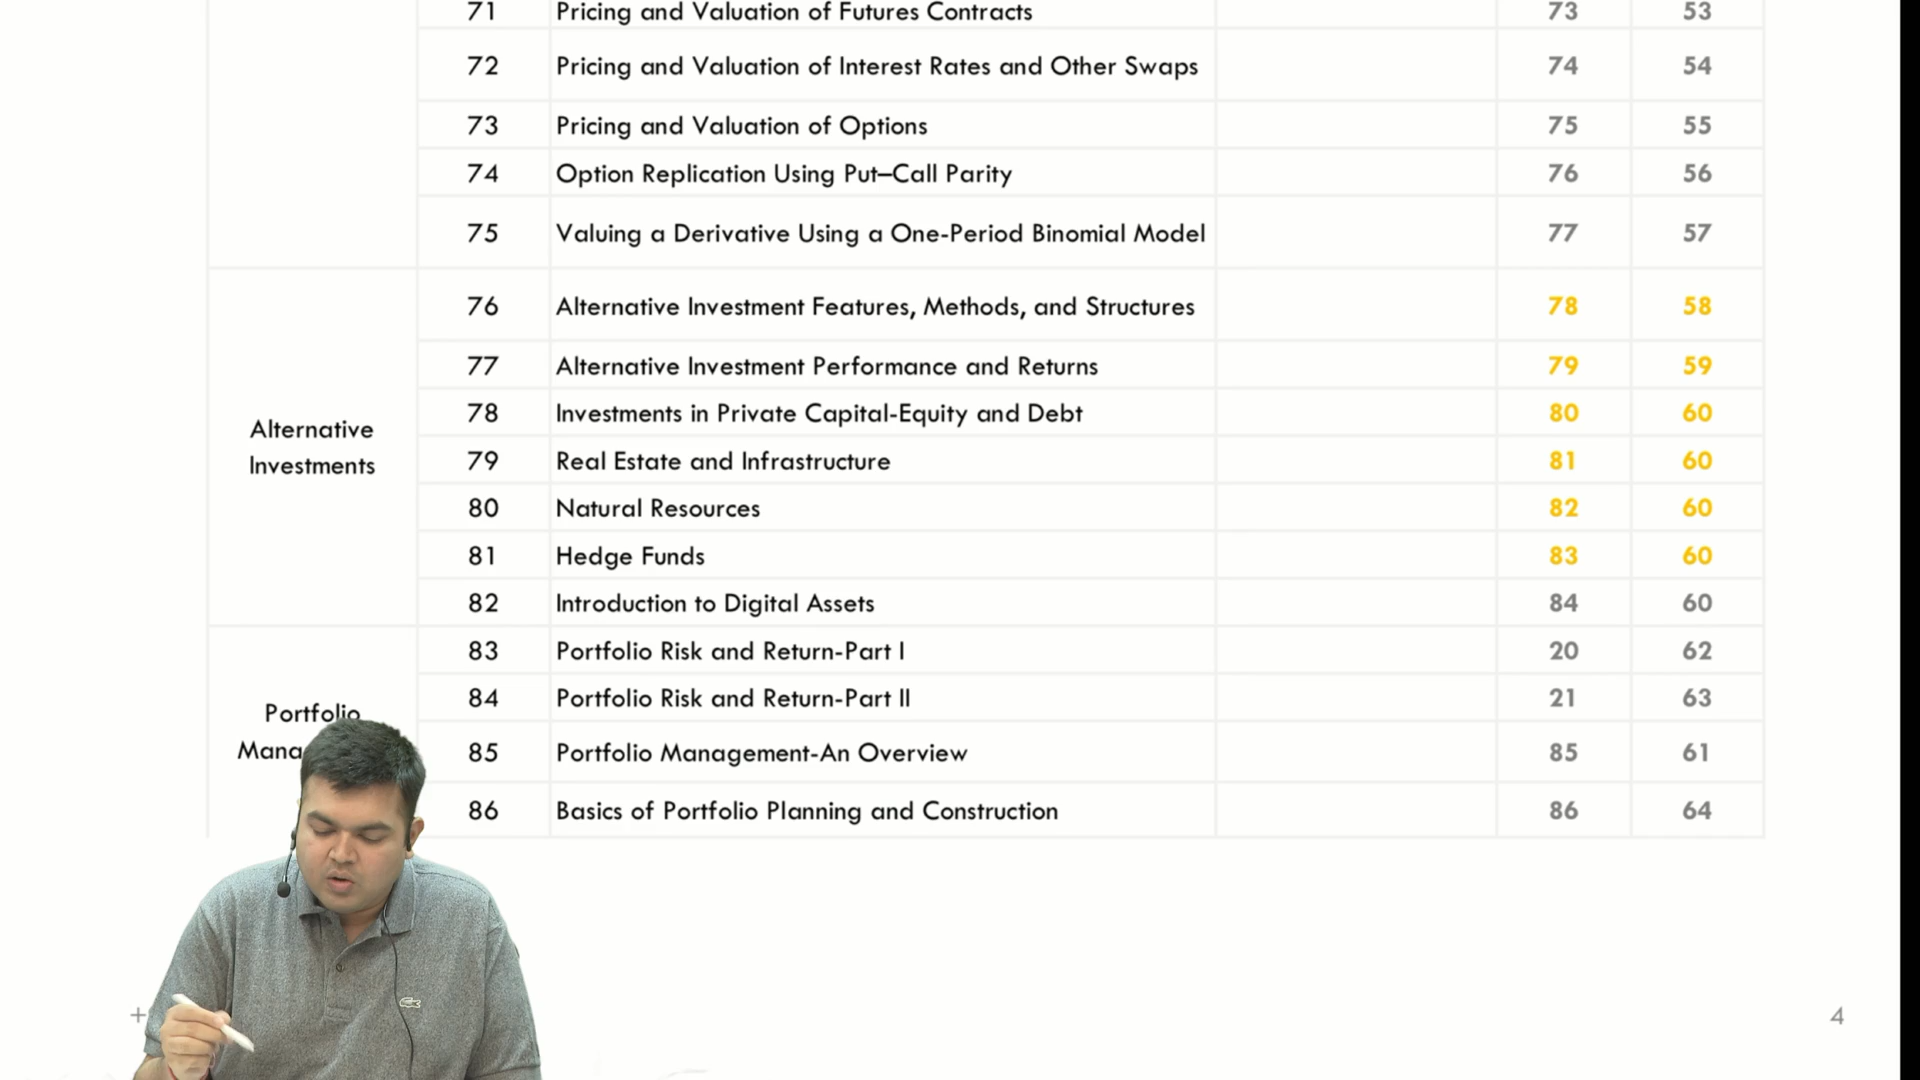 71 Pricing and Valuation of Futures Contracts 73 53
72 Pricing and Valuation of Interest Rates and Other Swaps 74 54
73 Pricing and Valuation of Options 75 55
74 Option Replication Using Put–Call Parity 76 56
75 Valuing a Derivative Using a One-Period Binomial Model 77 57
Alternative
Investments
76 Alternative Investment Features, Methods, and Structures 78 58
77 Alternative Investment Performance and Returns 79 59
78 Investments in Private Capital-Equity and Debt 80 60
79 Real Estate and Infrastructure 81 60
80 Natural Resources 82 60
81 Hedge Funds 83 60
82 Introduction to Digital Assets 84 60
Portfolio
Mana
83 Portfolio Risk and Return-Part I 20 62
84 Portfolio Risk and Return-Part II 21 63
85 Portfolio Management-An Overview 85 61
86 Basics of Portfolio Planning and Construction 86 64
+
4